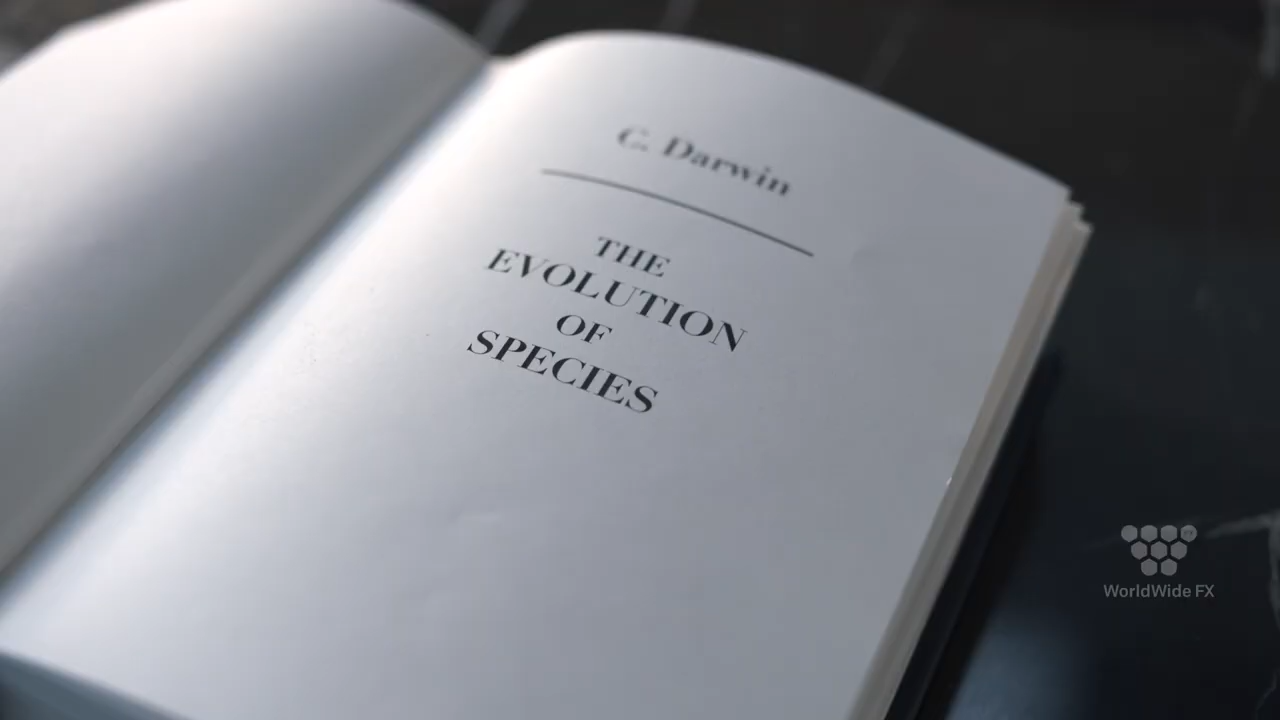 C. Darwin
THE
EVOLUTION
OF
SPECIES
WorldWide FX